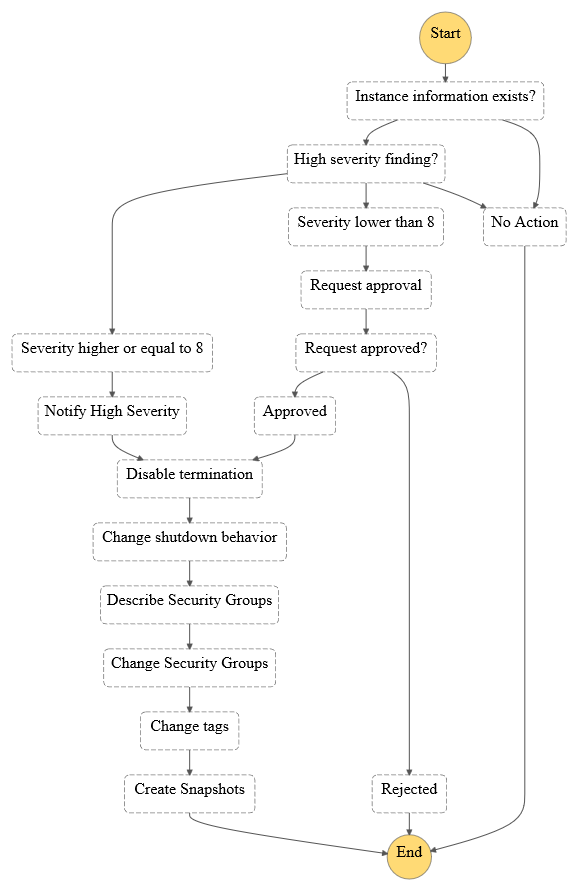 Start
Instance information exists?
High severity finding?
Severity lower than 8
No Action
Request approval
Severity higher or equal to 8
Request approved?
Notify High Severity
Approved
Disable termination
Change shutdown behavior
Describe Security Groups
Change Security Groups
Change tags
Create Snapshots
Rejected
End